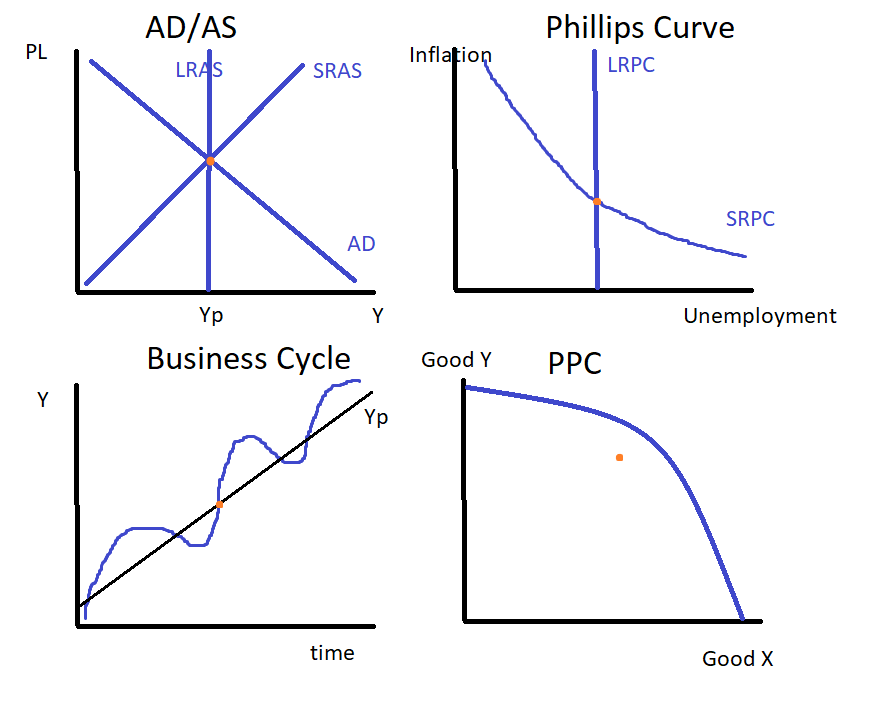 AD/AS
PL
LRAS
SRAS
AD
Yp
Y
Phillips Curve
Inflation
LRPC
SRPC
Unemployment
Business Cycle
Y
Yp
time
PPC
Good Y
Good X